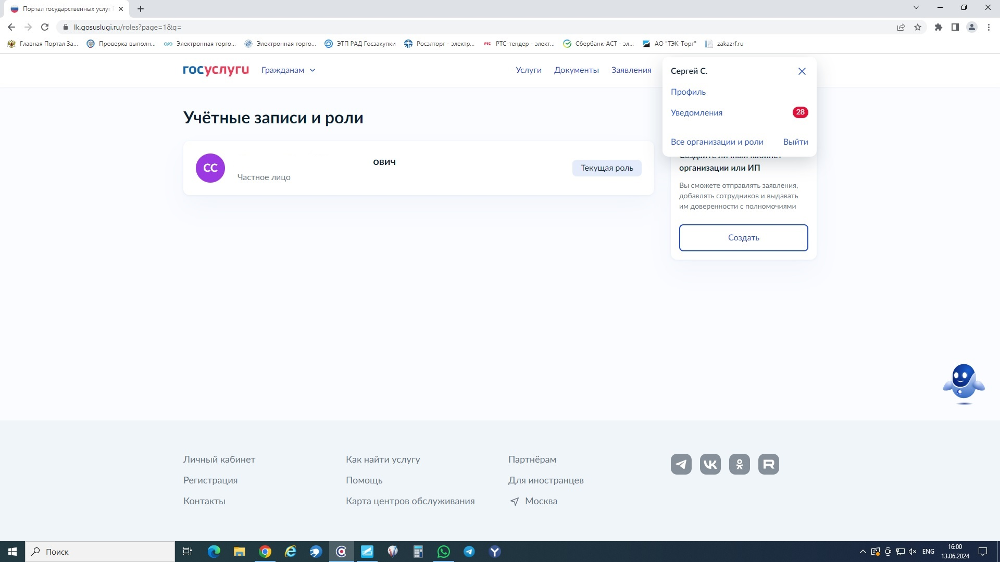 Портал государственных услуг
lk.gosuslugi.ru/roles?page=1&q=
Главная Портал За...
Проверка выполн...
Электронная торго...
Электронная торго...
ЭТП РАД Госзакупки
Росэлторг - электр...
РТС-тендер - элект...
Сбербанк-АСТ - эл...
АО "ТЭК-Торг"
zakazrf.ru
госуслуги
Гражданам
Услуги
Документы
Заявления
Сергей С.
Профиль
Уведомления
28
Все организации и роли
Выйти
Учётные записи и роли
СС
ОВИЧ
Частное лицо
Текущая роль
Создайте личный кабинет
организации или ИП
Вы сможете отправлять заявления,
добавлять сотрудников и выдавать
им доверенности с полномочиями
Создать
Личный кабинет
Регистрация
Контакты
Как найти услугу
Помощь
Карта центров обслуживания
Партнёрам
Для иностранцев
Москва
Поиск
ENG
16:00
13.06.2024